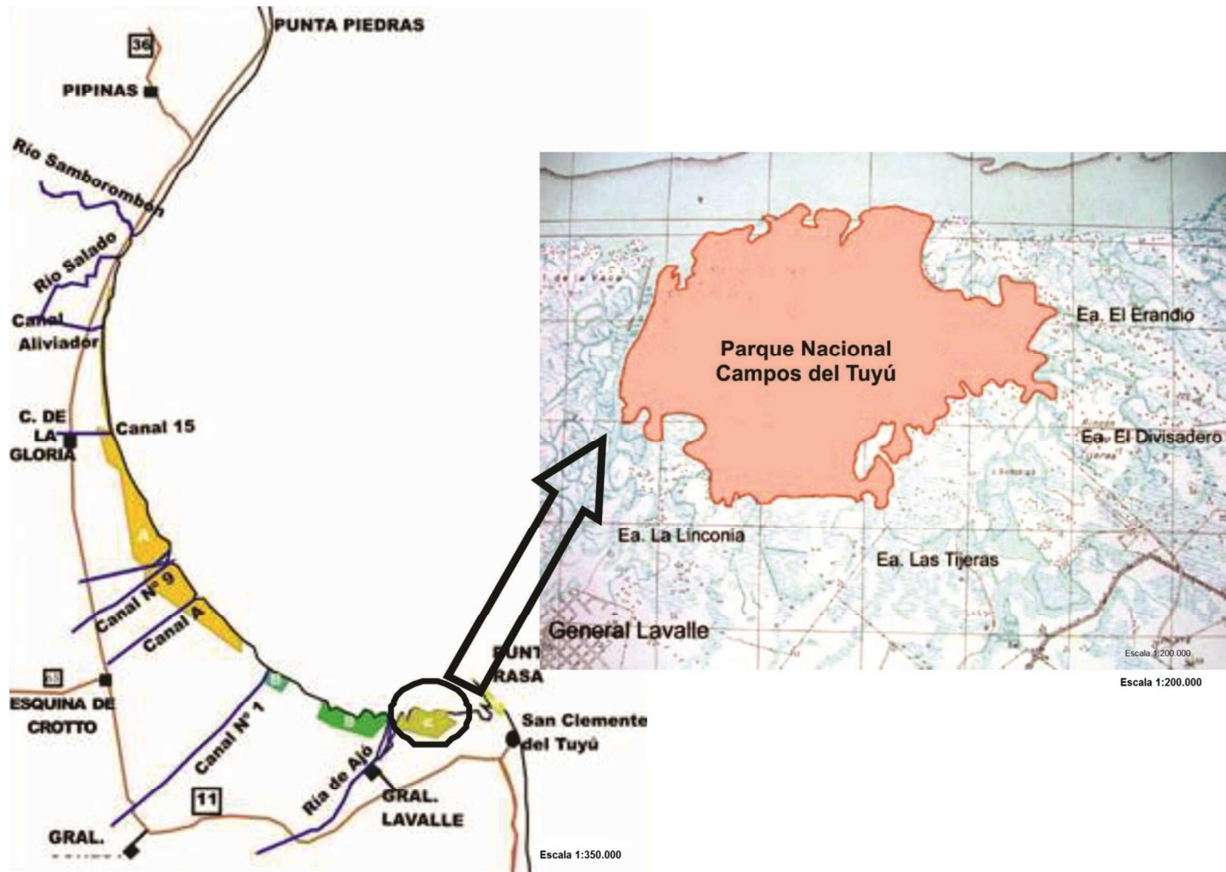 PUNTA PIEDRAS
36
PIPINAS
Río Samborombón
Río Salado
Canal
Aliviador
C. DE
LA
GLORIA
Canal 15
A
Canal Nº 9
Canal A
ESQUINA DE
CROTTO
Canal Nº 1
B
B
C
PUNT
RASA
San Clemente
del Tuyú
Ría de Ajó
GRAL.
LAVALLE
11
GRAL.
Escala 1:350.000
Parque Nacional
Campos del Tuyú
Ea. El Erandio
Ea. El Divisadero
Ea. La Linconia
Ea. Las Tijeras
General Lavalle
Escala 1:200.000
Escala 1:200.000